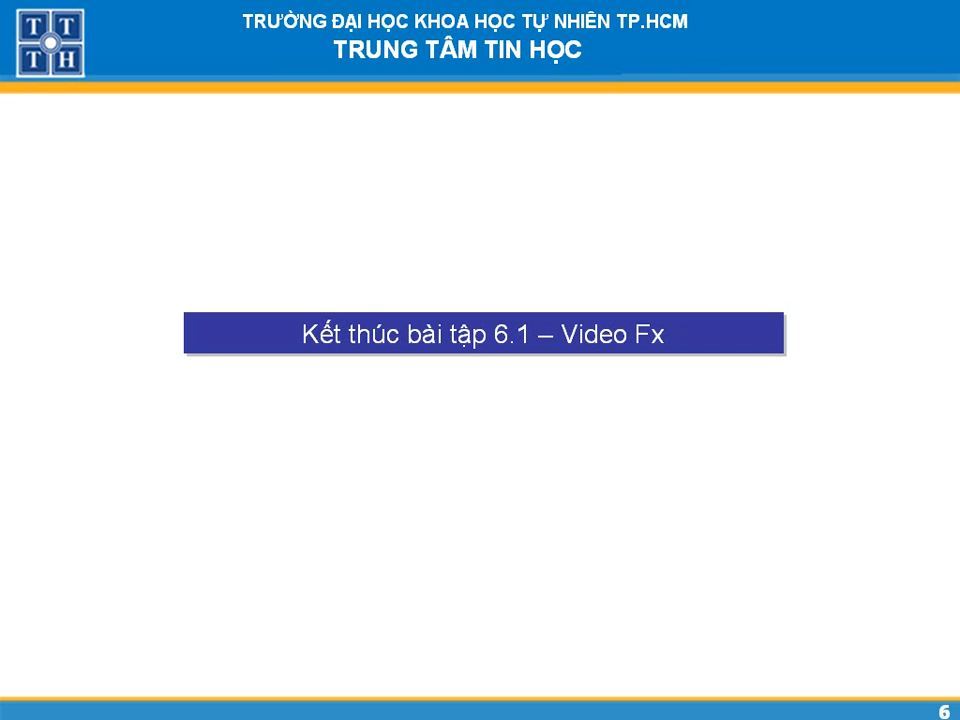 T T
T H
TRƯỜNG ĐẠI HỌC KHOA HỌC TỰ NHIÊN TP.HCM
TRUNG TÂM TIN HỌC
Kết thúc bài tập 6.1 – Video Fx
6